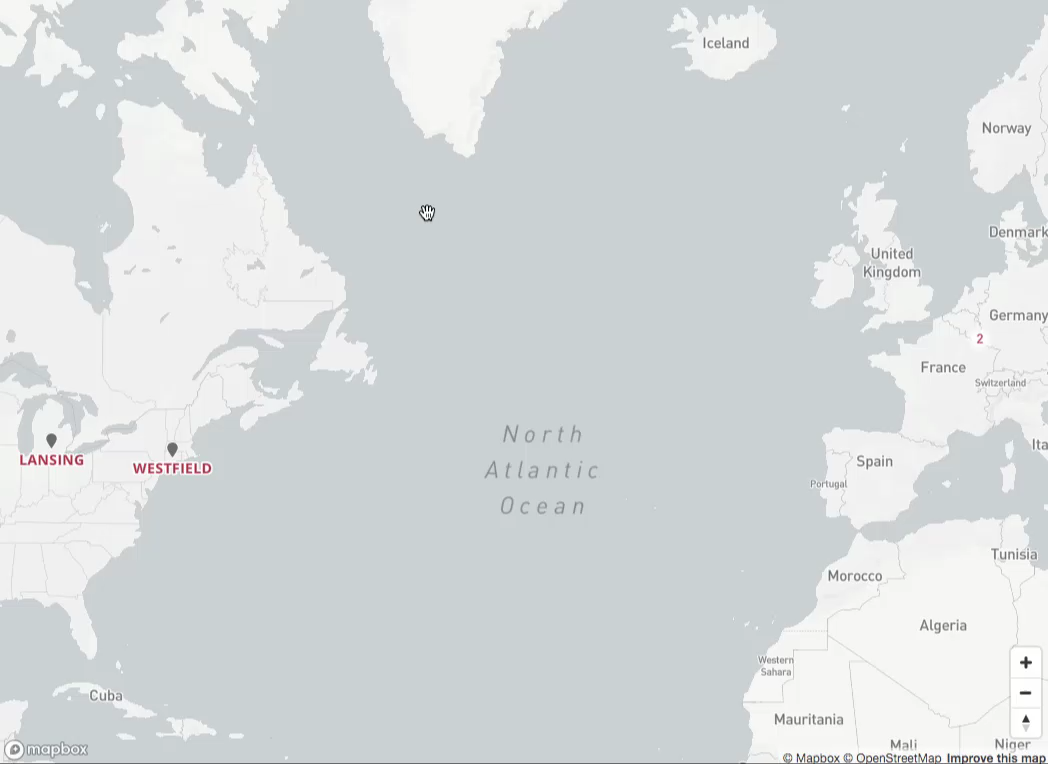 Iceland
Norway
Denmark
United
Kingdom
Germany
2
France
Switzerland
LANSING
WESTFIELD
North
Atlantic
Ocean
Ita
Spain
Portugal
Tunisia
Morocco
Algeria
Western
Sahara
Cuba
Mauritania
Mali
Niger
mapbox
© Mapbox © OpenStreetMap Improve this map